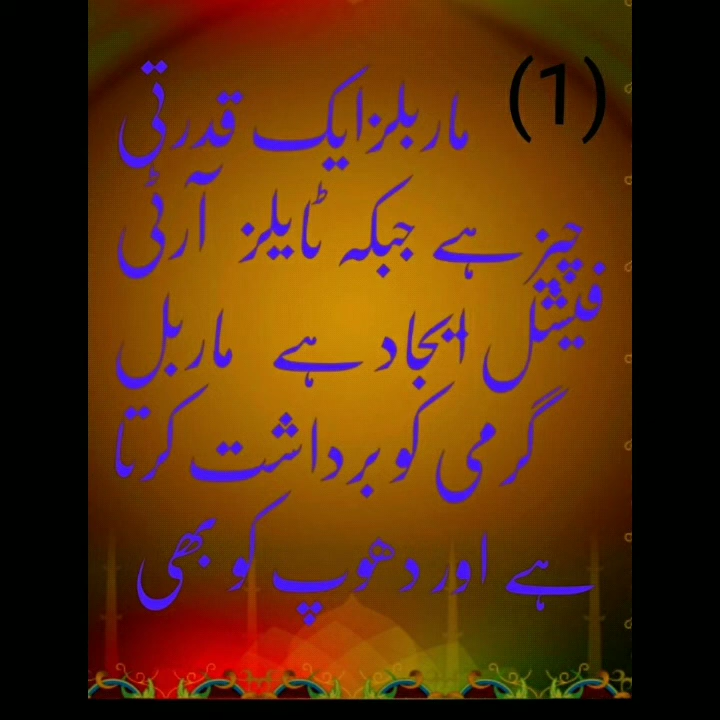 (1) ماربلز ایک قدرتی
چیز ہے جبکہ ٹایلز آرٹی
فیشل ایجاد ہے ماربل
گرمی کو برداشت کرتا
ہے اور دھوپ کو بھی